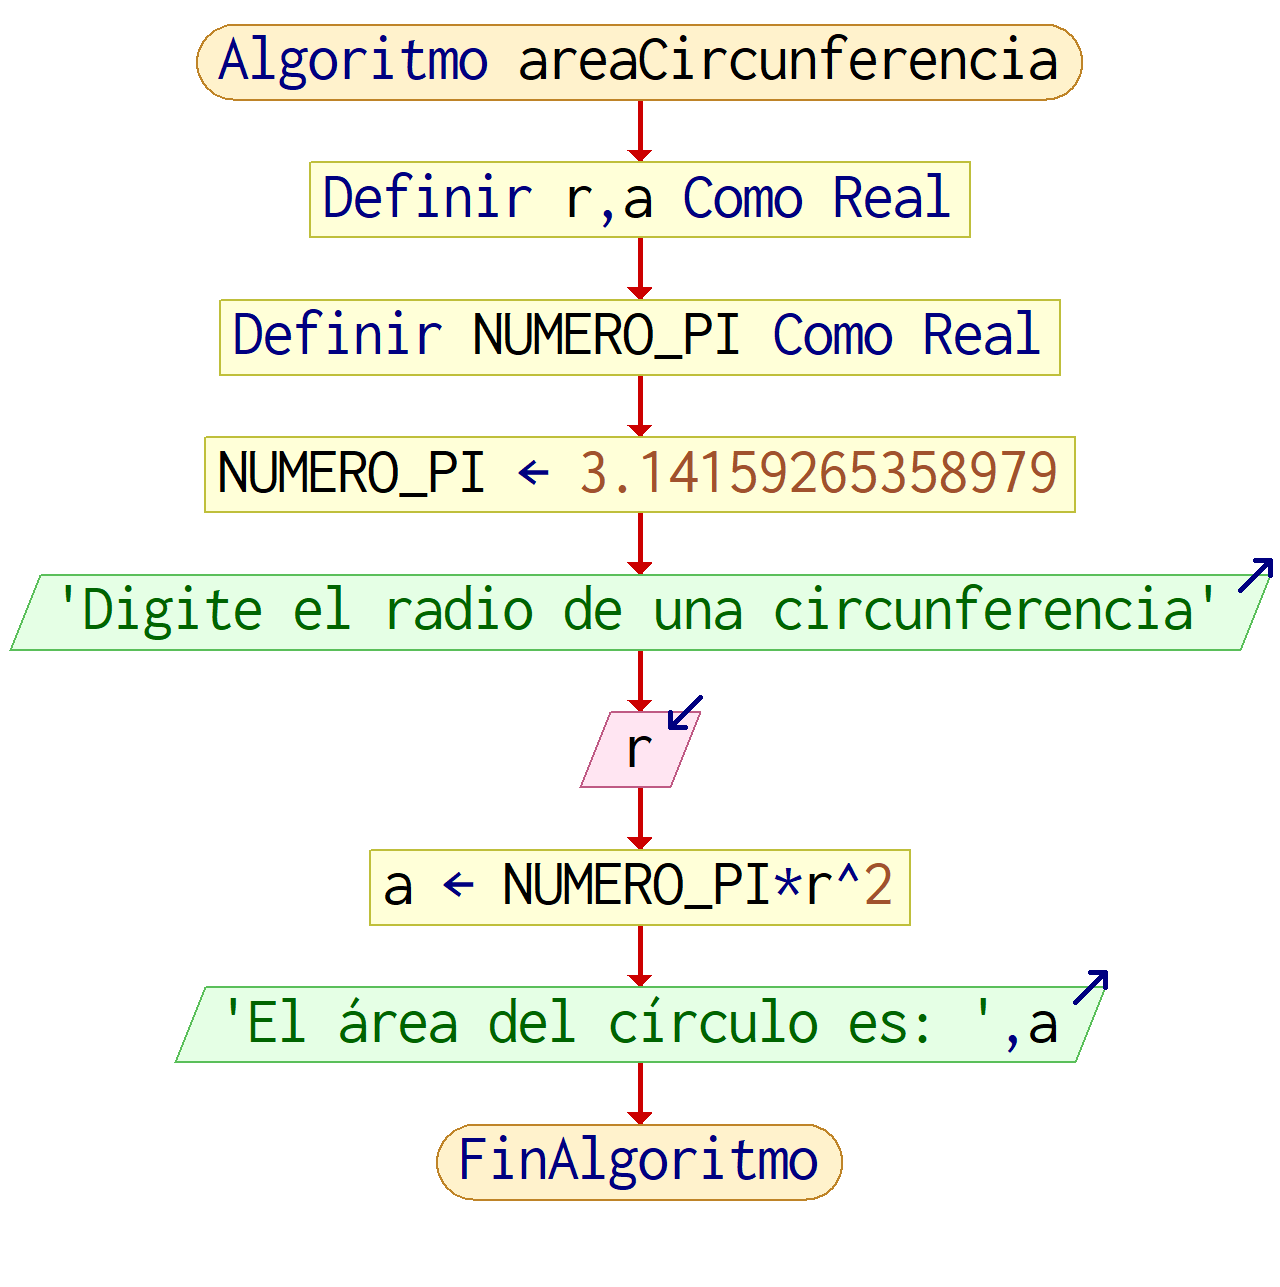 Algoritmo areaCircunferencia
Definir r,a Como Real
Definir NUMERO_PI Como Real
NUMERO_PI ← 3.14159265358979
'Digite el radio de una circunferencia'
r
a ← NUMERO_PI*r^2
'El área del círculo es: ',a
FinAlgoritmo